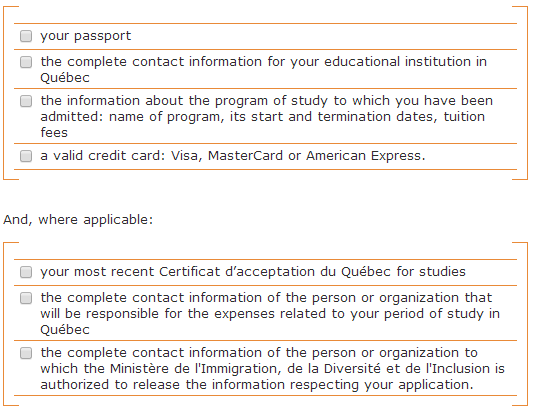 your passport
the complete contact information for your educational institution in
Québec
the information about the program of study to which you have been
admitted: name of program, its start and termination dates, tuition
fees
a valid credit card: Visa, MasterCard or American Express.
And, where applicable:
your most recent Certificat d’acceptation du Québec for studies
the complete contact information of the person or organization that
will be responsible for the expenses related to your period of study in
Québec
the complete contact information of the person or organization to
which the Ministère de l'Immigration, de la Diversité et de l'Inclusion is
authorized to release the information respecting your application.